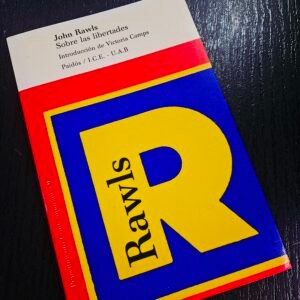 John Rawls
Sobre las libertades
Introducción de Victoria Camps
Paidós / I.C.E. - U.A.B
Rawls
R